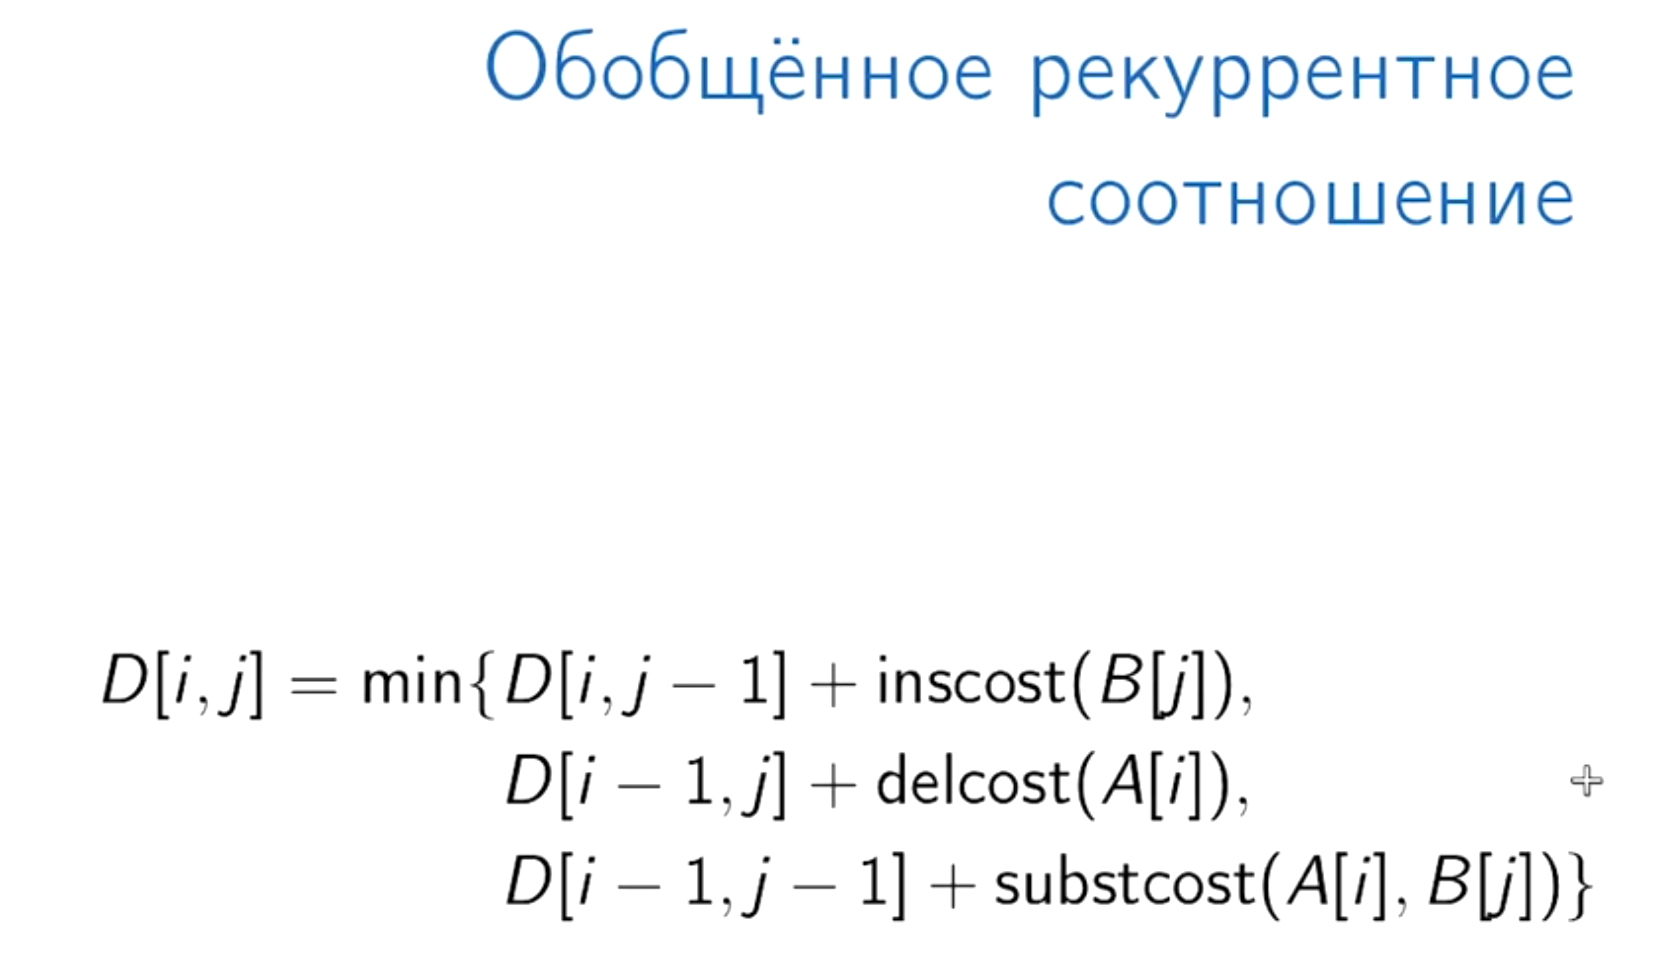 Обобщённое рекуррентное
соотношение
D[i, j] = min{D[i, j − 1] + inscost(B[j]),
D[i − 1, j] + delcost(A[i]),
D[i − 1, j − 1] + substcost(A[i], B[j])}